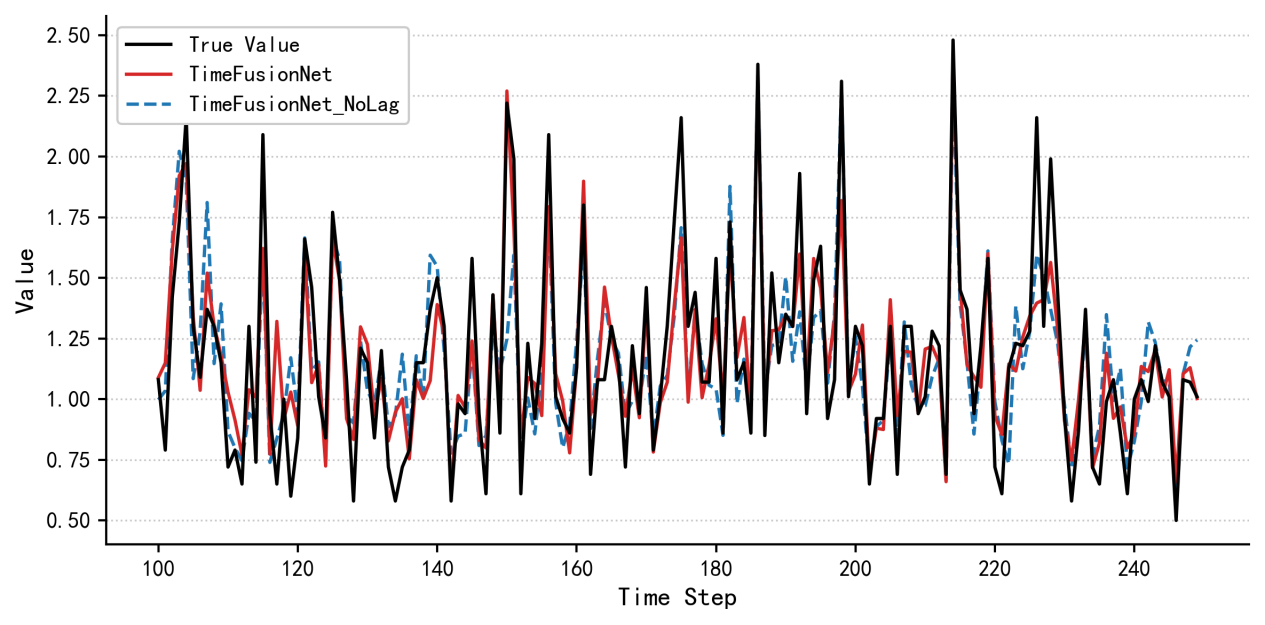 True Value
TimeFusionNet
TimeFusionNet_NoLag
Value
2.50
2.25
2.00
1.75
1.50
1.25
1.00
0.75
0.50
100 120 140 160 180 200 220 240
Time Step